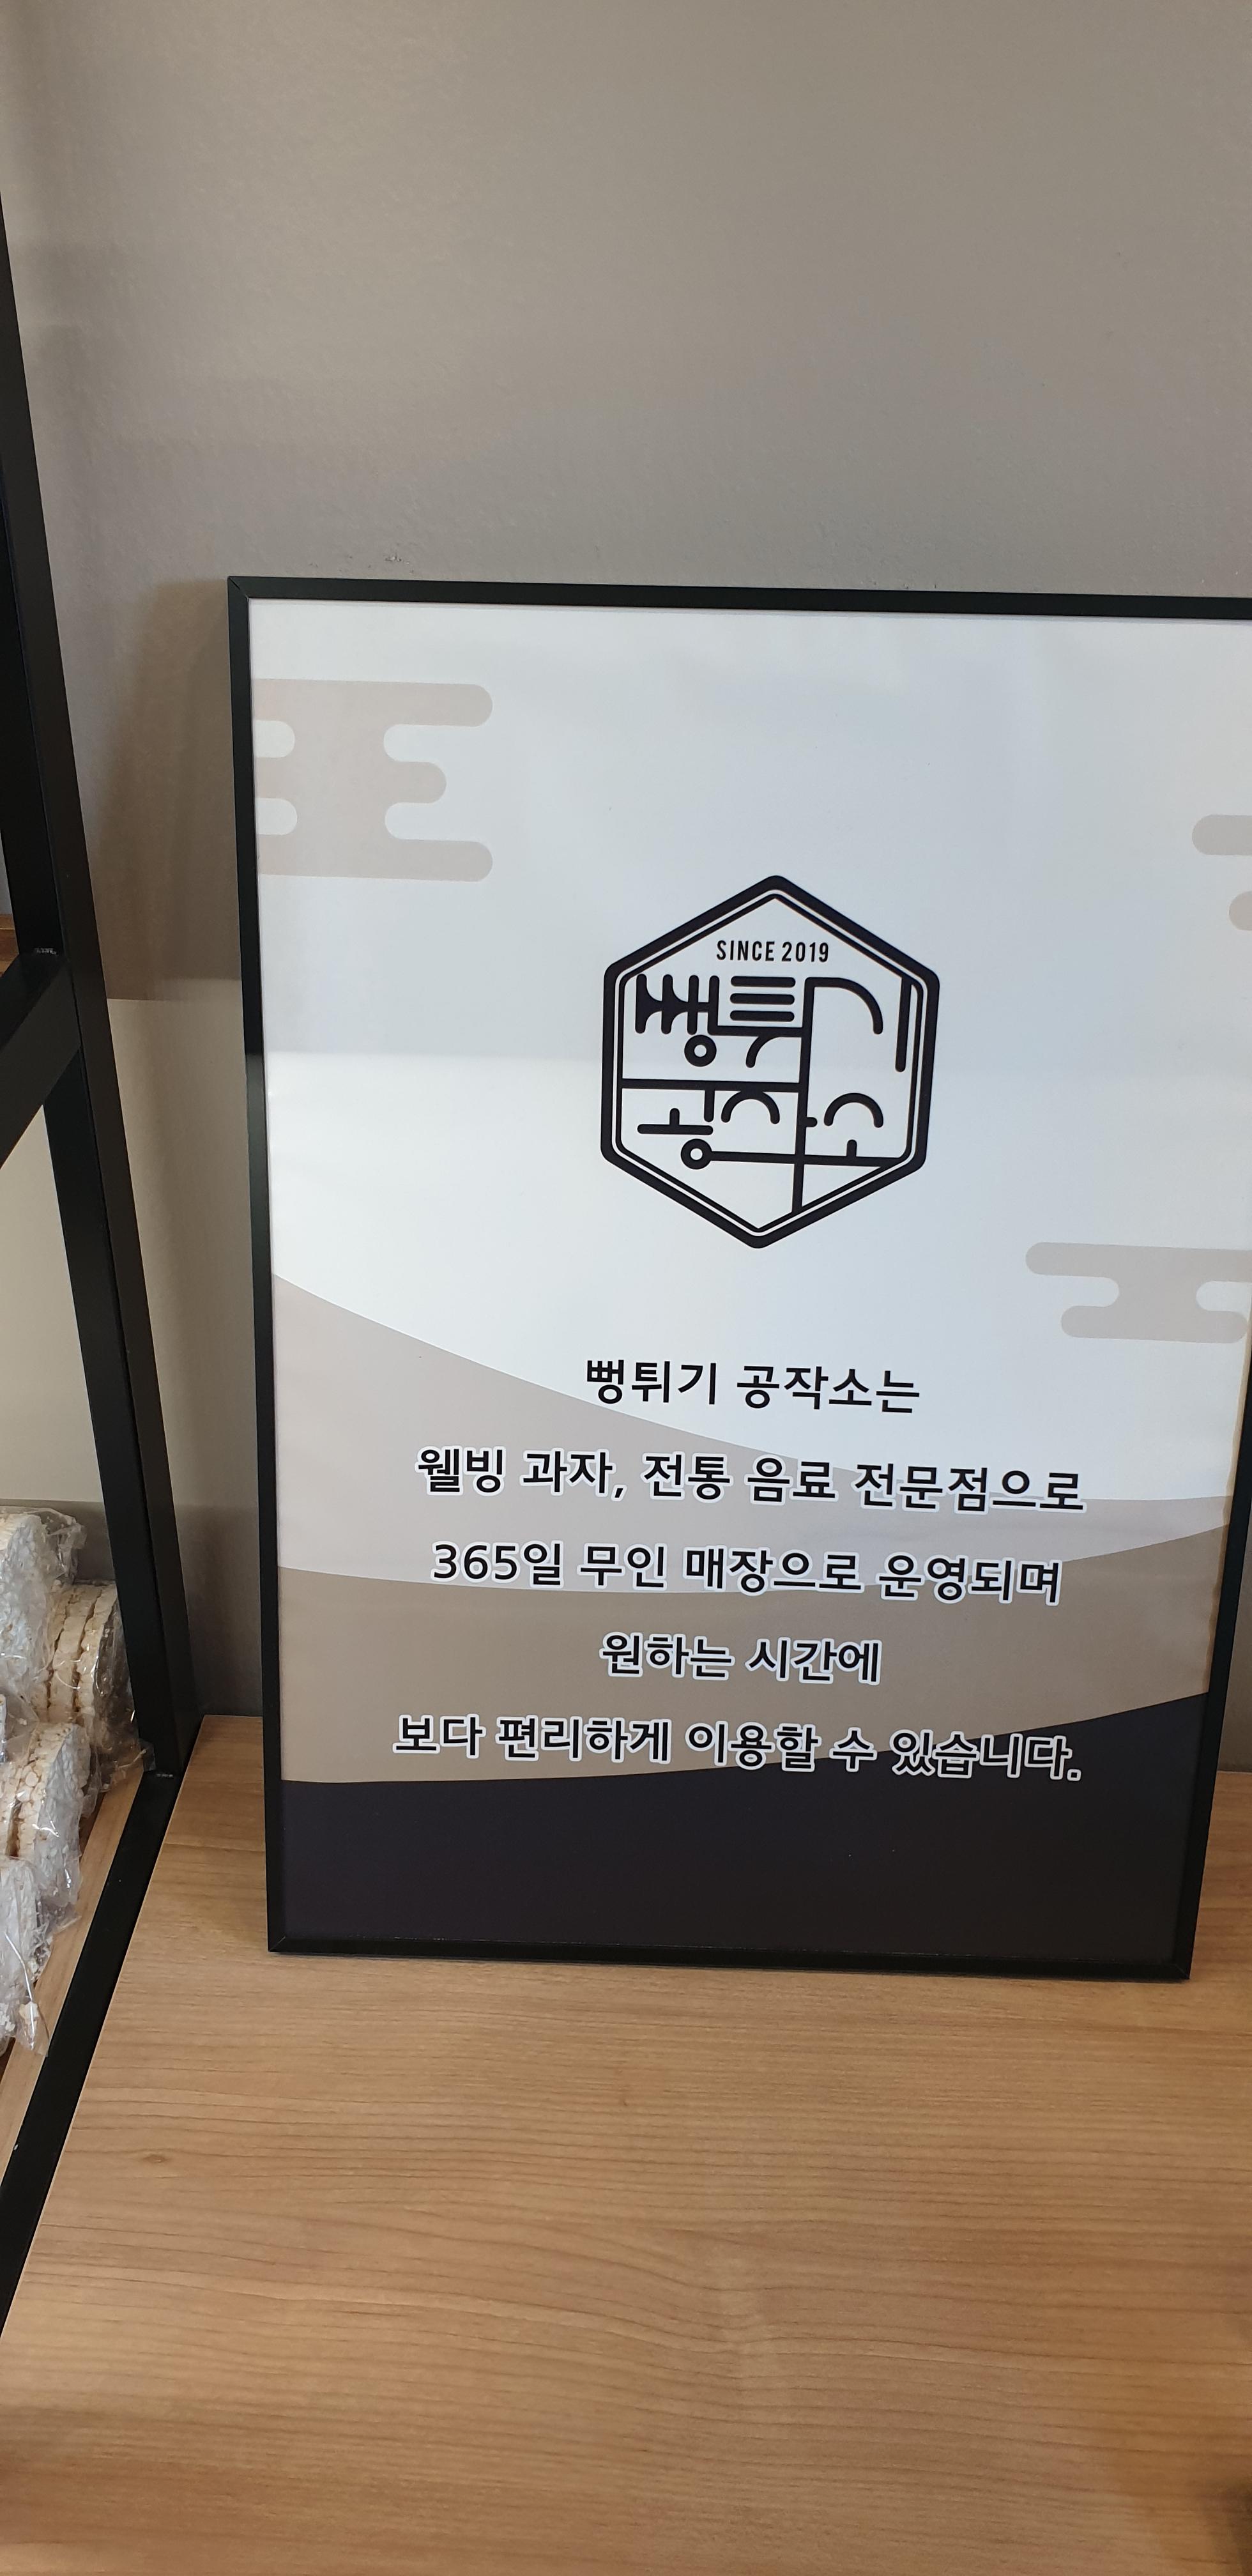 SINCE 2019
뻥튀기
공작소
뻥튀기 공작소는
웰빙 과자, 전통 음료 전문점으로
365일 무인 매장으로 운영되며
원하는 시간에
보다 편리하게 이용할 수 있습니다.